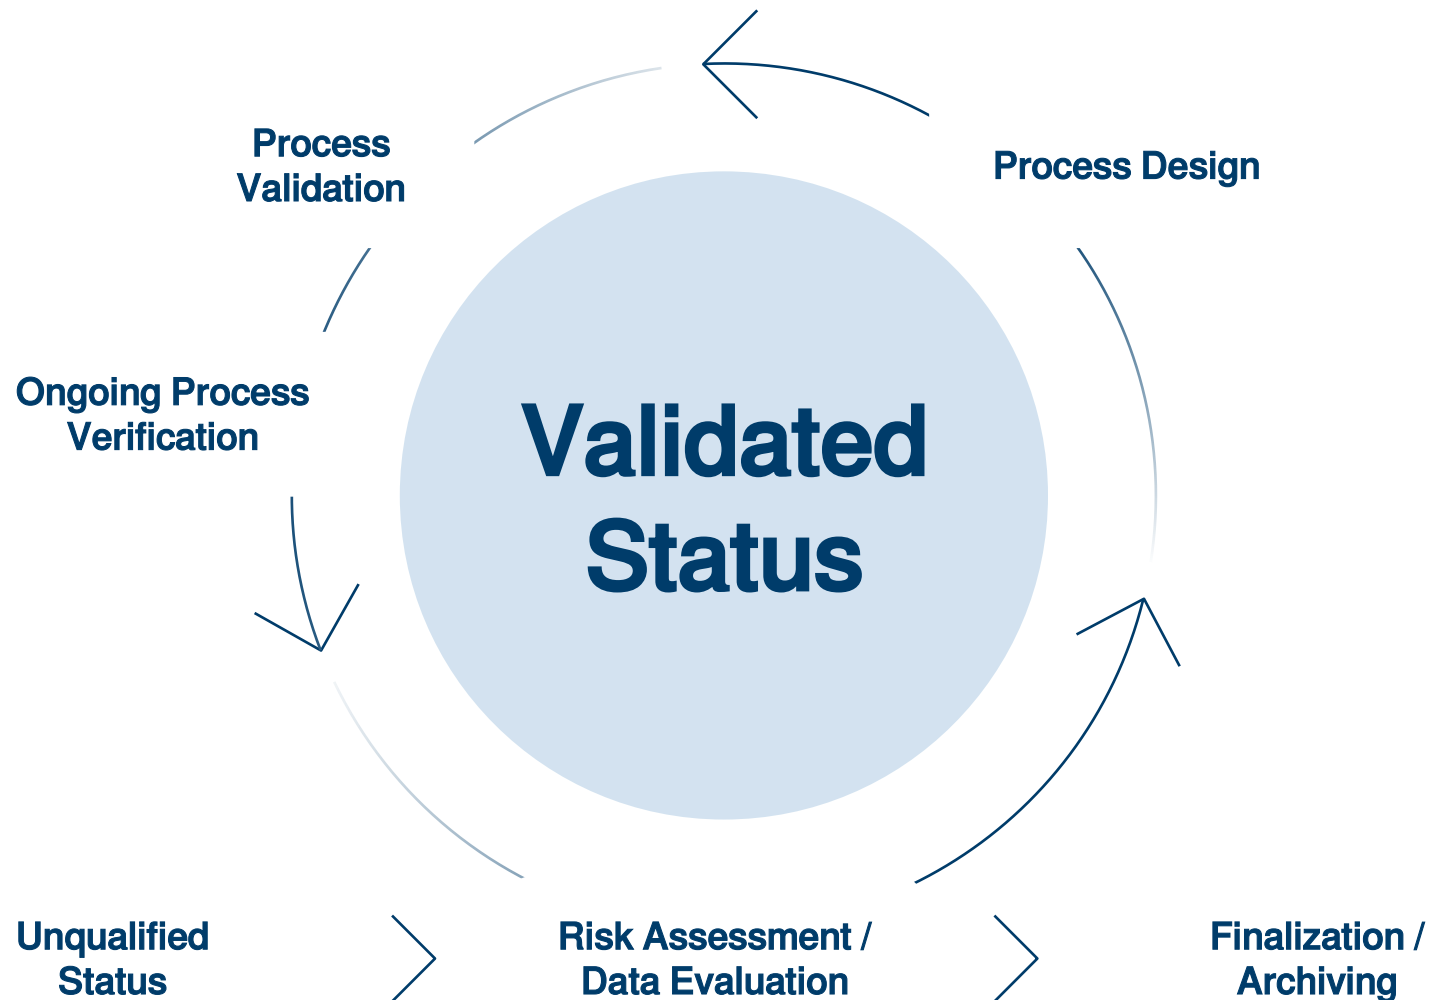 Process
Validation
Process Design
Ongoing Process
Verification
Validated
Status
Unqualified
Status
Risk Assessment /
Data Evaluation
Finalization /
Archiving